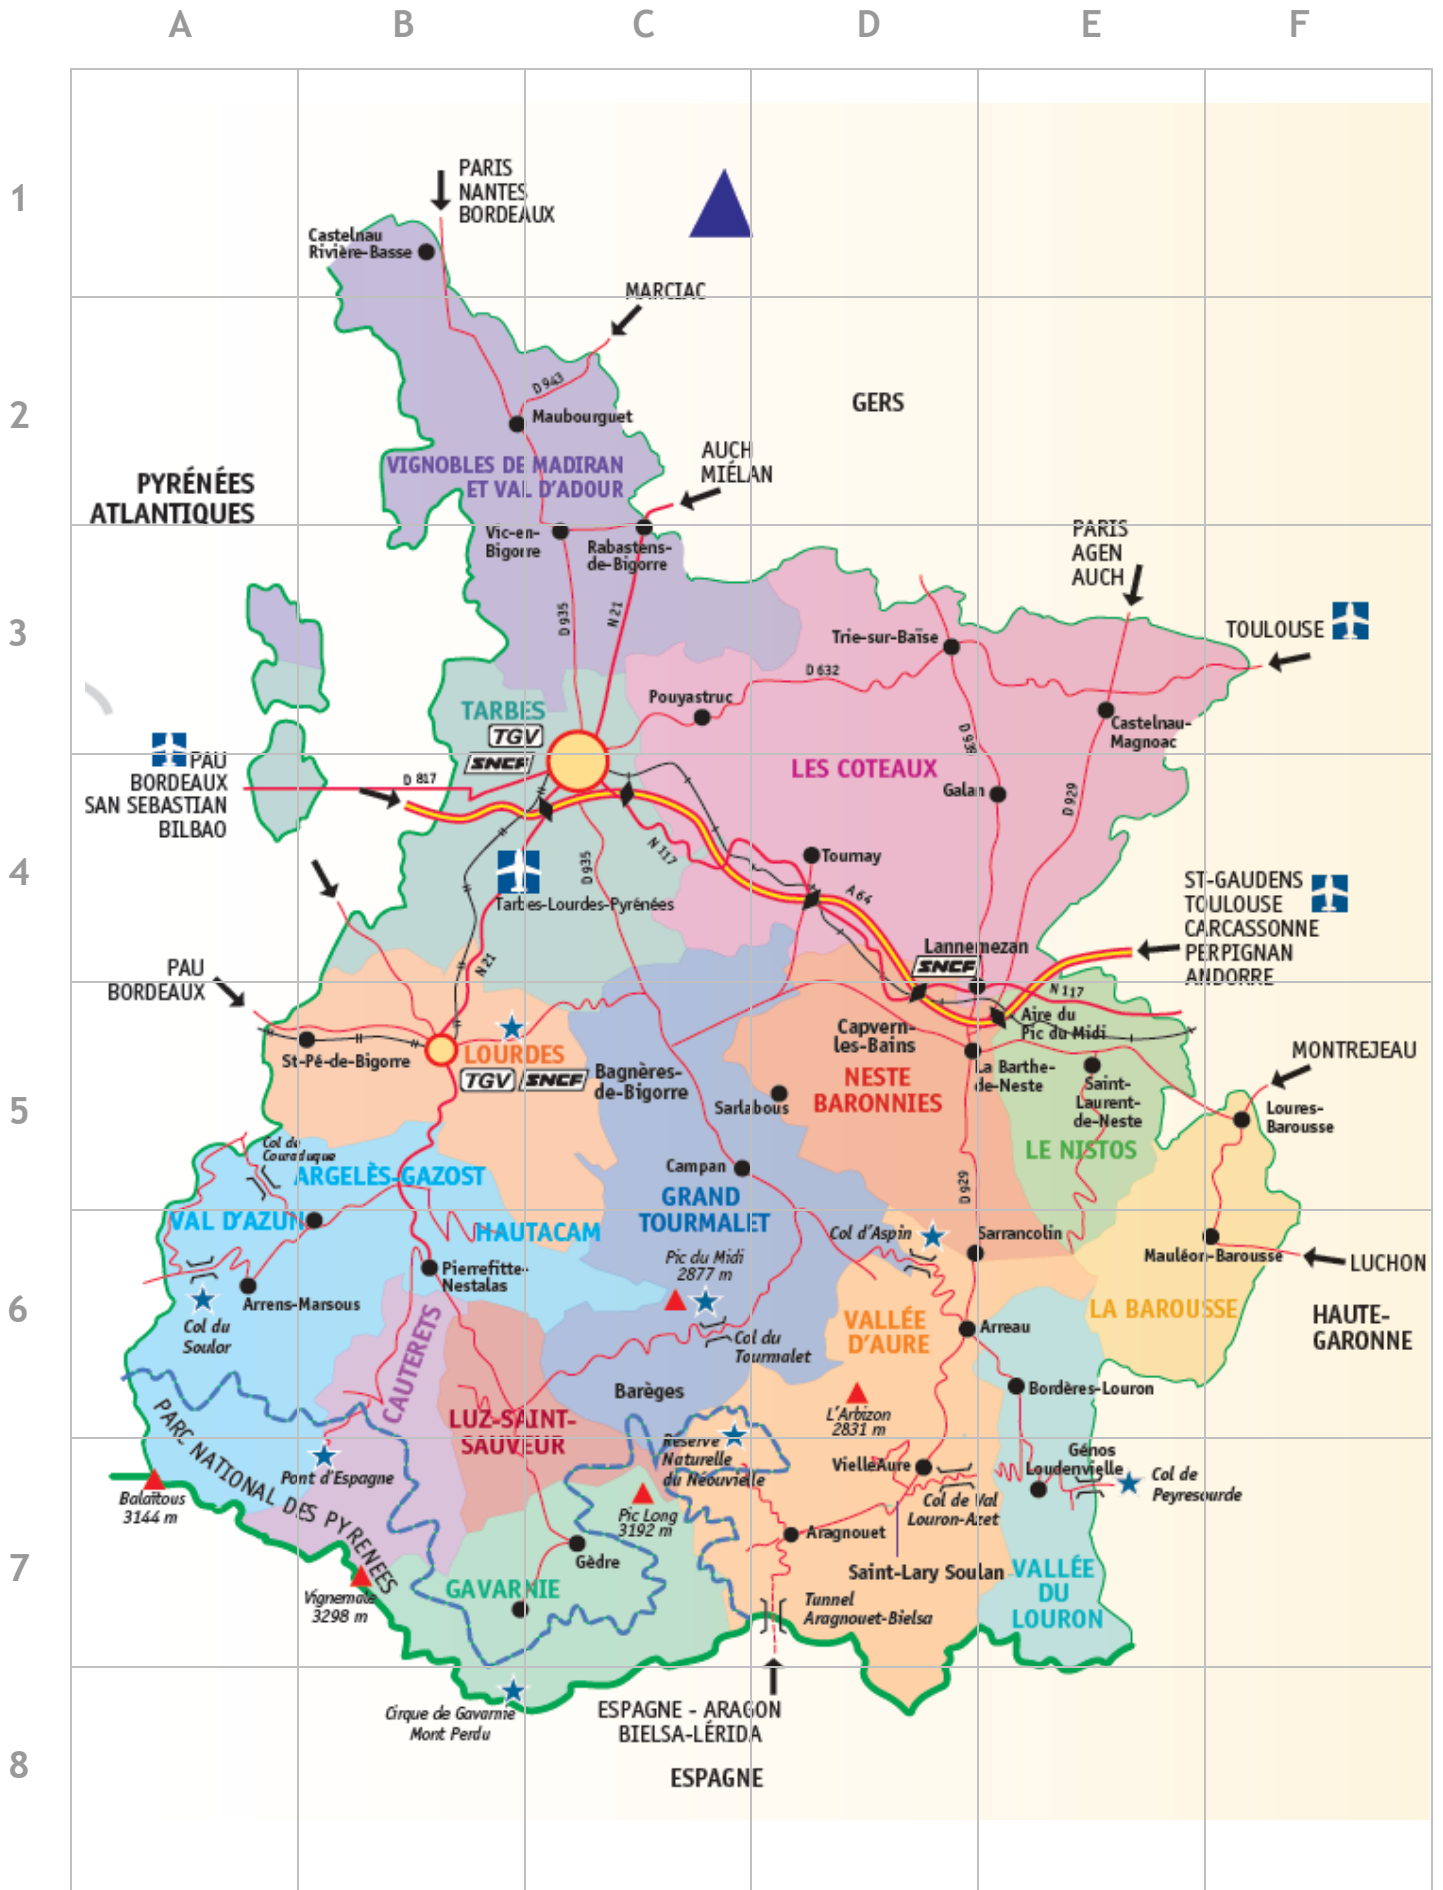 A B C D E F
1
PARIS
NANTES
BORDEAUX
Castelnau
Rivière-Basse
MARCIAC
2
D 943
GERS
Maubourguet
AUCH
MIÉLAN
VIGNOBLES DE MADIRAN
ET VAL D'ADOUR
PYRÉNÉES
ATLANTIQUES
Vic-en-
Bigorre
Rabastens-
de-Bigorre
PARIS
AGEN
AUCH
3
D 935
N 21
TOULOUSE
Trie-sur-Baïse
D 632
Pouyastruc
TARBES
TGV
SNCF
Castelnau-
Magnoac
D 938
PAU
BORDEAUX
SAN SEBASTIAN
BILBAO
D 817
LES COTEAUX
Galan
D 929
4
D 935
N 117
Tournay
A 64
Tarbes-Lourdes-Pyrénées
ST-GAUDENS
TOULOUSE
CARCASSONNE
PERPIGNAN
ANDORRE
Lannemezan
SNCF
N 21
PAU
BORDEAUX
N 117
Aire du
Pic du Midi
St-Pé-de-Bigorre
LOURDES
TGV
SNCF
Capvern-
les-Bains
MONTREJEAU
La Barthe-
de-Neste
Bagnères-
de-Bigorre
NESTE
BARONNIES
Saint-
Laurent-
de-Neste
Sarlabous
5
Loures-
Barousse
Col de
Couraduque
LE NISTOS
ARGELÈS-GAZOST
Campan
D 929
GRAND
TOURMALET
VAL D'AZUN
HAUTACAM
Col d'Aspin
Sarrancolin
Mauléon-Barousse
LUCHON
Pic du Midi
2877 m
Pierrefitte-
Nestalas
Arrens-Marsous
6
Col du
Soulor
LA BAROUSSE
HAUTE-
GARONNE
VALLÉE
D'AURE
Arreau
Col du
Tourmalet
CAUTERETS
Barèges
Bordères-Louron
LUZ-SAINT-
SAUVEUR
L'Arbizon
2831 m
PARC NATIONAL DES PYRENEES
Réserve
Naturelle
du Néouvielle
Génos
Loudenvielle
VielleAure
Col de
Peyresourde
Pont d'Espagne
Balaïtous
3144 m
Col de Val
Louron-Azet
Pic Long
3192 m
Aragnouet
7
Gèdre
Saint-Lary Soulan
VALLÉE
DU
LOURON
GAVARNIE
Vignemale
3298 m
Tunnel
Aragnouet-Bielsa
Cirque de Gavarnie
Mont Perdu
ESPAGNE - ARAGON
BIELSA-LÉRIDA
8
ESPAGNE